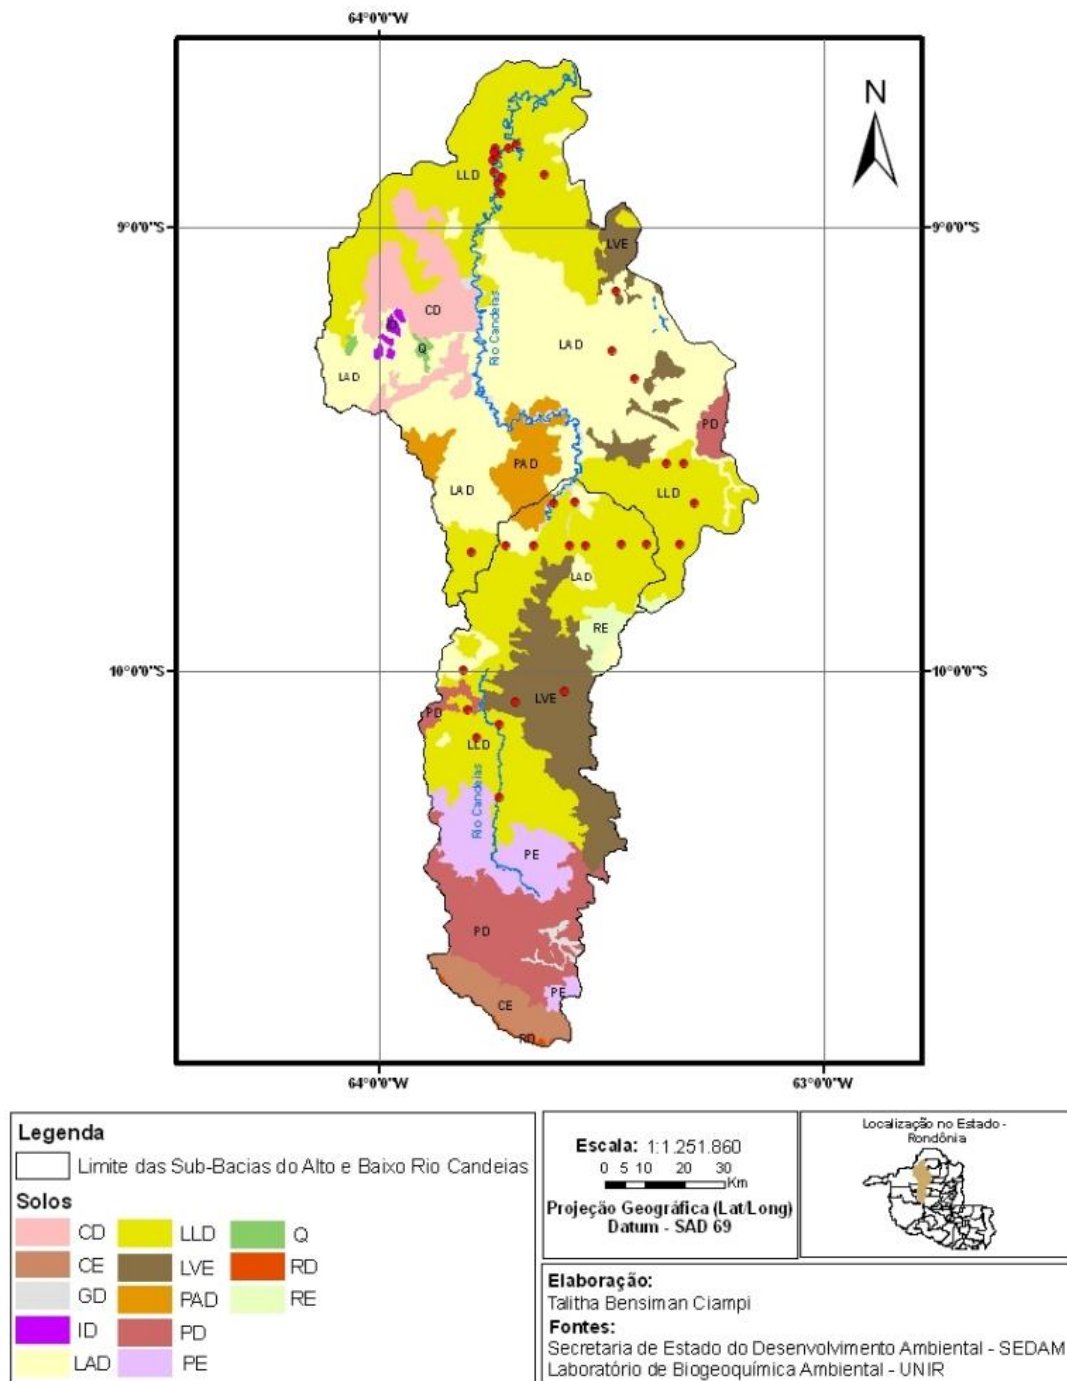 64°0'0"W
N
LLD
9°0'0"S
9°0'0"S
LVE
CD
Rio Candeias
Q
LAD
LAD
PD
PAD
LAD
LLD
LAD
RE
10°0'0"S
10°0'0"S
LVE
PD
LLD
Rio Candeias
PE
PD
PE
CE
RD
64°0'0"W
63°0'0"W
Legenda
Limite das Sub-Bacias do Alto e Baixo Rio Candeias
Solos
CD
CE
GD
ID
LAD
LLD
LVE
PAD
PD
PE
Q
RD
RE
Escala: 1:1.251.860
0 5 10 20 30
Km
Projeção Geográfica (Lat/Long)
Datum - SAD 69
Localização no Estado -
Rondônia
Elaboração:
Talitha Bensiman Ciampi
Fontes:
Secretaria de Estado do Desenvolvimento Ambiental - SEDAM
Laboratório de Biogeoquímica Ambiental - UNIR